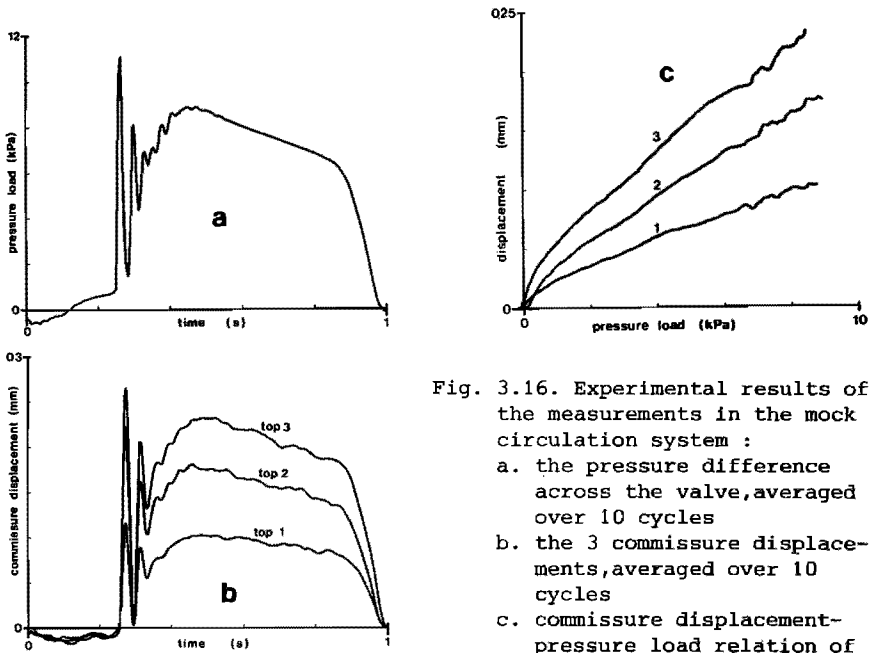 12
pressure load (kPa)
a
0
0
time (s)
1
0,25
displacement (mm)
c
3
2
1
0
0
pressure load (kPa)
10
03
commissure displacement (mm)
top 3
top 2
top 1
b
0
0
time (s)
1
Fig. 3.16. Experimental results of
the measurements in the mock
circulation system :
a. the pressure difference
across the valve,averaged
over 10 cycles
b. the 3 commissure displace-
ments,averaged over 10
cycles
c. commissure displacement-
pressure load relation of